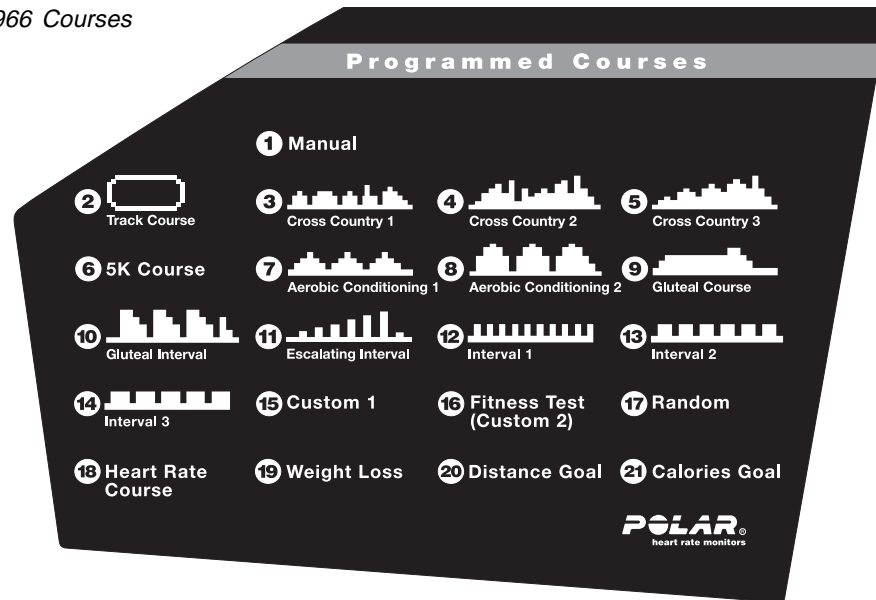 966 Courses
Programmed Courses
1 Manual
2 Track Course
3 Cross Country 1
4 Cross Country 2
5 Cross Country 3
6 5K Course
7 Aerobic Conditioning 1
8 Aerobic Conditioning 2
9 Gluteal Course
10 Gluteal Interval
11 Escalating Interval
12 Interval 1
13 Interval 2
14 Interval 3
15 Custom 1
16 Fitness Test
(Custom 2)
17 Random
18 Heart Rate
Course
19 Weight Loss
20 Distance Goal
21 Calories Goal
POLAR®
heart rate monitors